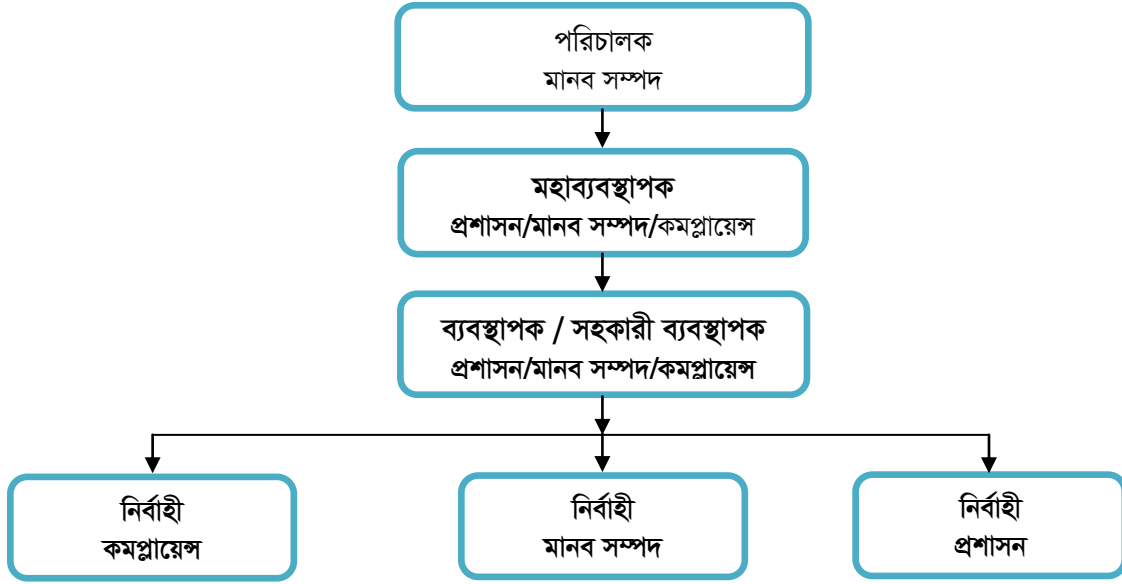 পরিচালক
মানব সম্পদ
মহাব্যবস্থাপক
প্রশাসন/মানব সম্পদ/কমপ্লায়েন্স
ব্যবস্থাপক / সহকারী ব্যবস্থাপক
প্রশাসন/মানব সম্পদ/কমপ্লায়েন্স
নির্বাহী
কমপ্লায়েন্স
নির্বাহী
মানব সম্পদ
নির্বাহী
প্রশাসন